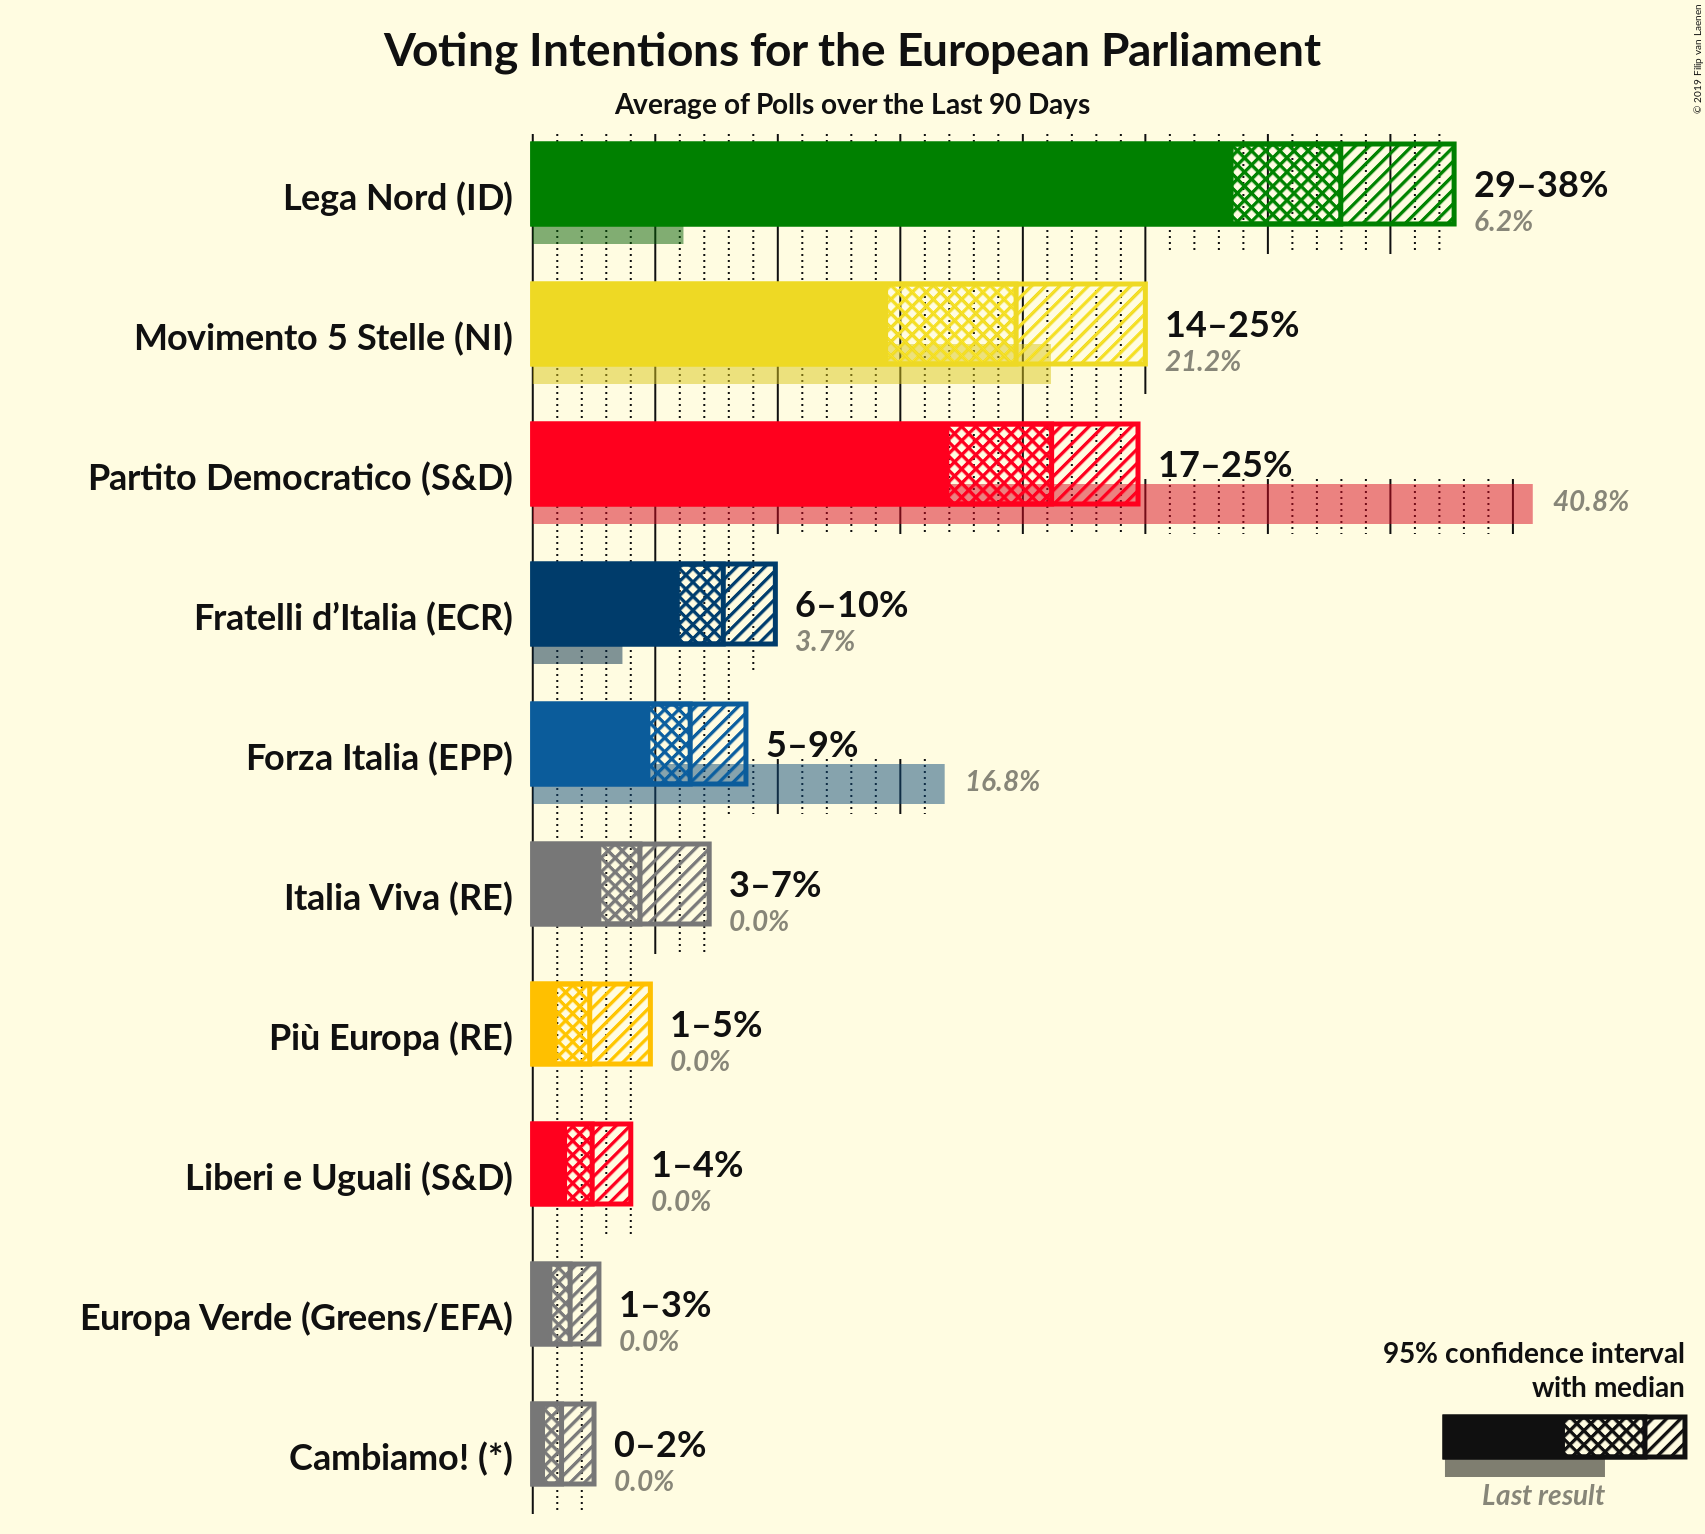 Voting Intentions for the European Parliament
Average of Polls over the Last 90 Days
© 2019 Filip van Laenen
Lega Nord (ID)
29–38%
6.2%
Movimento 5 Stelle (NI)
14–25%
21.2%
Partito Democratico (S&D)
17–25%
40.8%
Fratelli d’Italia (ECR)
6–10%
3.7%
Forza Italia (EPP)
5–9%
16.8%
Italia Viva (RE)
3–7%
0.0%
Più Europa (RE)
1–5%
0.0%
Liberi e Uguali (S&D)
1–4%
0.0%
Europa Verde (Greens/EFA)
1–3%
0.0%
Cambiamo! (*)
0–2%
0.0%
95% confidence interval
with median
Last result